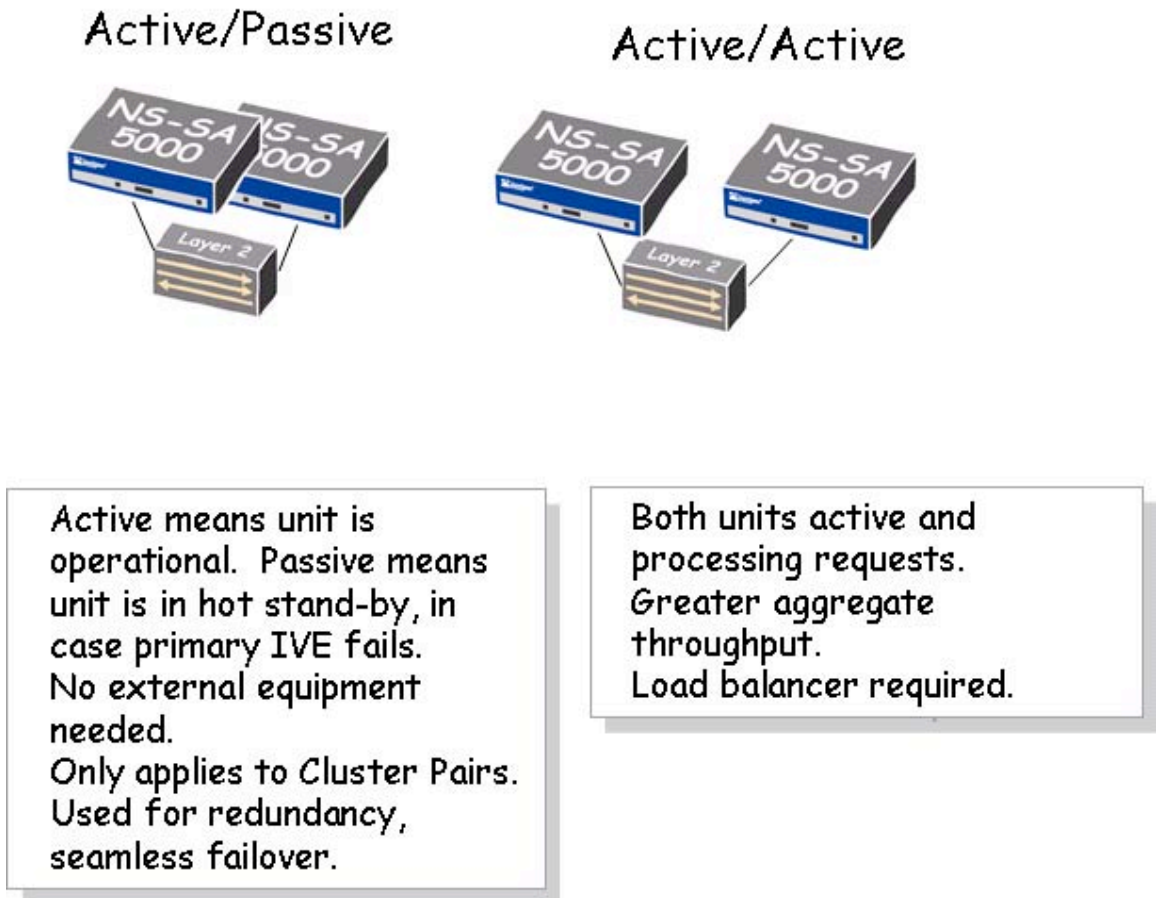 Active/Passive
Active/Active
NS-SA
5000
NS-SA
5000
NS-SA
5000
Layer 2
Layer 2
Active means unit is
operational.  Passive means
unit is in hot stand-by, in
case primary IVE fails.
No external equipment
needed.
Only applies to Cluster Pairs.
Used for redundancy,
seamless failover.
Both units active and
processing requests.
Greater aggregate
throughput.
Load balancer required.